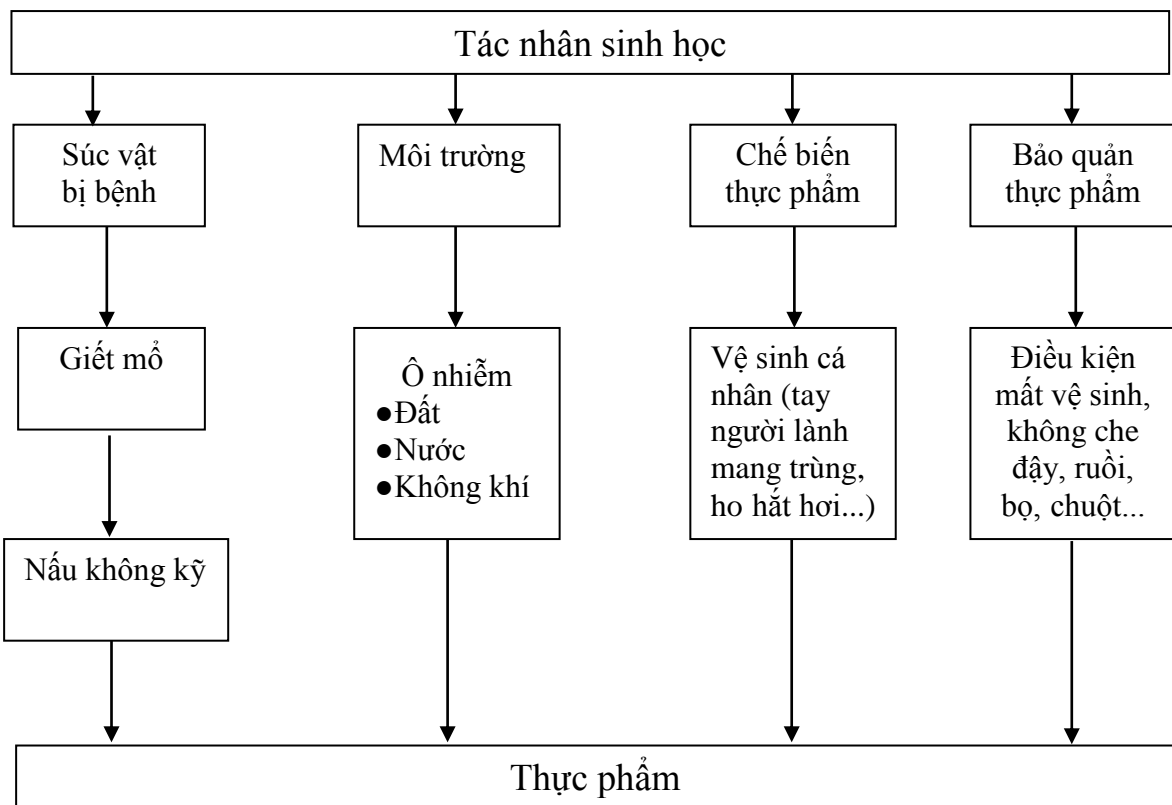 Tác nhân sinh học
Súc vật
bị bệnh
Môi trường
Chế biến
thực phẩm
Bảo quản
thực phẩm
Giết mổ
Ô nhiễm
●Đất
●Nước
●Không khí
Vệ sinh cá
nhân (tay
người lành
mang trùng,
ho hắt hơi...)
Điều kiện
mất vệ sinh,
không che
đậy, ruồi,
bọ, chuột...
Nấu không kỹ
Thực phẩm